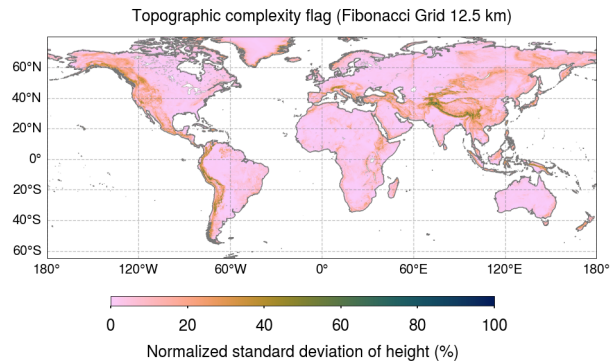 Topographic complexity flag (Fibonacci Grid 12.5 km)
60°N
40°N
20°N
0°
20°S
40°S
60°S
180° 120°W 60°W 0° 60°E 120°E 180°
0 20 40 60 80 100
Normalized standard deviation of height (%)